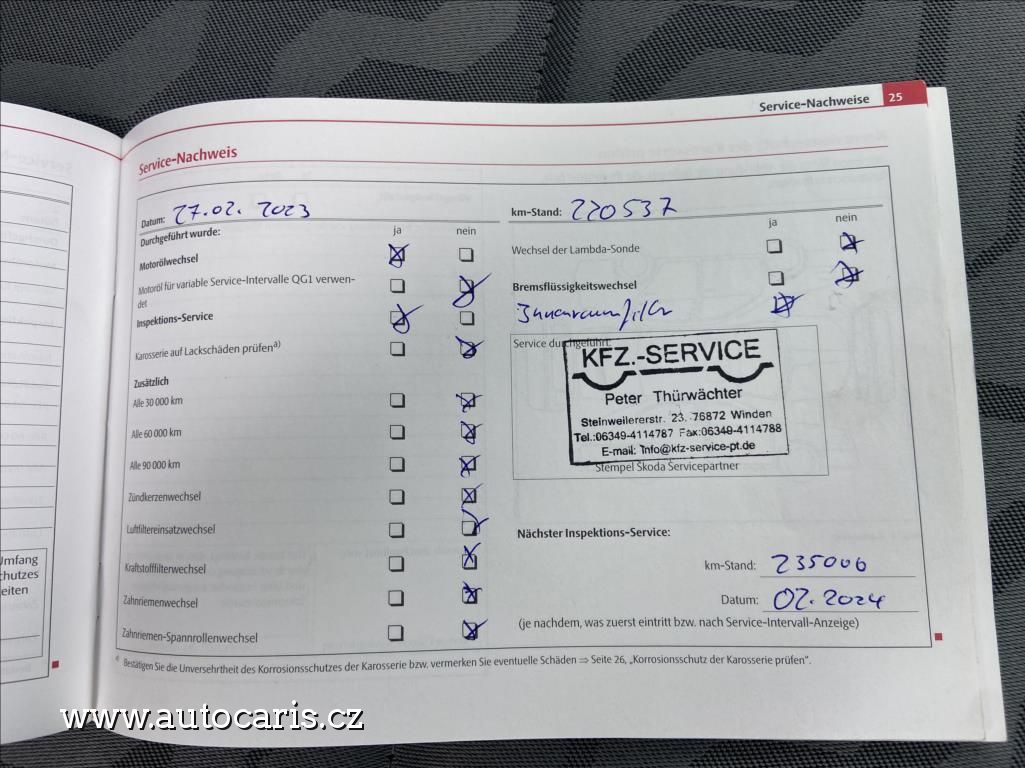 Service-Nachweise 25
Service-Nachweis
Datum: 27.02. 2023
km-Stand: 220537
Durchgeführt wurde:
ja nein
ja nein
Motorölwechsel
Motoröl für variable Service-Intervalle QG1 verwen-
det
Inspektions-Service
Karosserie auf Lackschäden prüfen a)
Zusätzlich
Alle 30 000 km
Alle 60 000 km
Alle 90 000 km
Zündkerzenwechsel
Luftfiltereinsatzwechsel
Kraftstofffilterwechsel
Zahnriemenwechsel
Zahnriemen-Spannrollenwechsel
Wechsel der Lambda-Sonde
Bremsflüssigkeitswechsel
Innenraumfilter
Service durchgeführt:
KFZ.-SERVICE
Peter Thürwächter
Steinweilererstr. 23, 76872 Winden
Tel.:06349-4114787 Fax:06349-4114788
E-mail: Info@kfz-service-pt.de
Stempel Škoda Servicepartner
Nächster Inspektions-Service:
km-Stand: 235000
Datum: 02.2024
(je nachdem, was zuerst eintritt bzw. nach Service-Intervall-Anzeige)
a) Bestätigen Sie die Unversehrtheit des Korrosionsschutzes der Karosserie bzw. vermerken Sie eventuelle Schäden ⇒ Seite 26, „Korrosionsschutz der Karosserie prüfen".
Umfang
chutzes
eiten
www.autocaris.cz